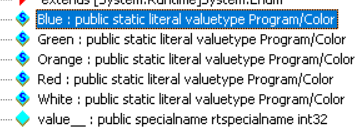 extends [System.Runtime]System.Enum
Blue : public static literal valuetype Program/Color
Green : public static literal valuetype Program/Color
Orange : public static literal valuetype Program/Color
Red : public static literal valuetype Program/Color
White : public static literal valuetype Program/Color
value__ : public specialname rtspecialname int32